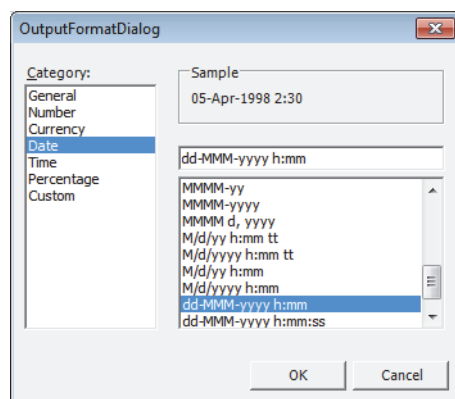 OutputFormatDialog
Category:
General
Number
Currency
Date
Time
Percentage
Custom
Sample
05-Apr-1998 2:30
dd-MMM-yyyy h:mm
MMMM-yy
MMMM-yyyy
MMMM d, yyyy
M/d/yy h:mm tt
M/d/yyyy h:mm tt
M/d/yy h:mm
M/d/yyyy h:mm
dd-MMM-yyyy h:mm
dd-MMM-yyyy h:mm:ss
OK
Cancel